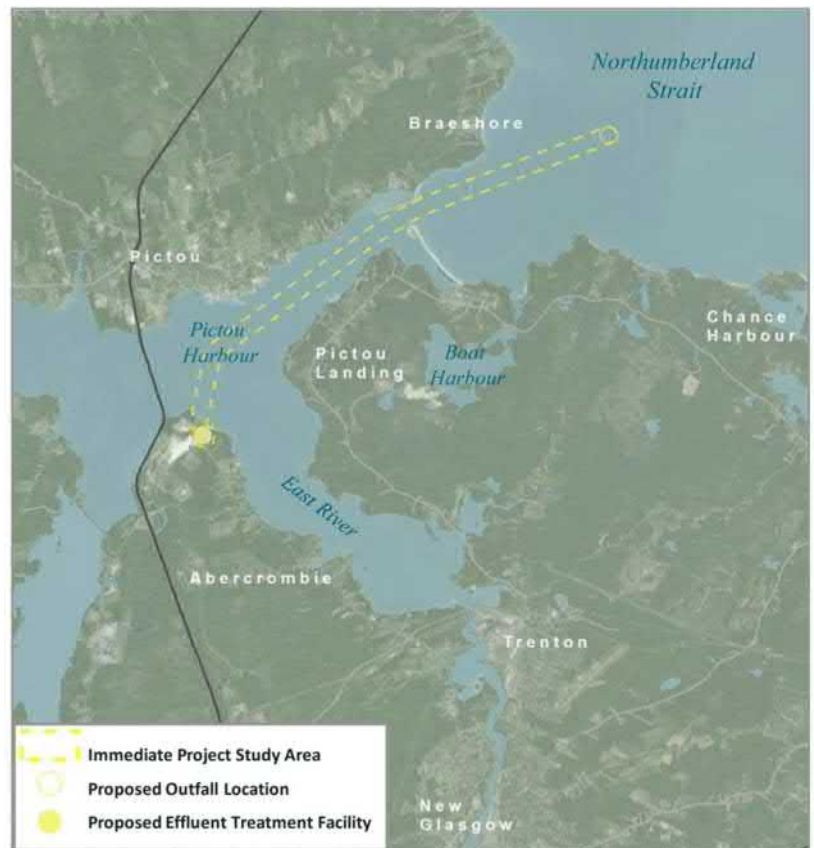 Northumberland
Strait
Braeshore
Pictou
Pictou
Harbour
Pictou
Landing
Boat
Harbour
Chance
Harbour
East River
Abercrombie
Trenton
New
Glasgow
Immediate Project Study Area
Proposed Outfall Location
Proposed Effluent Treatment Facility